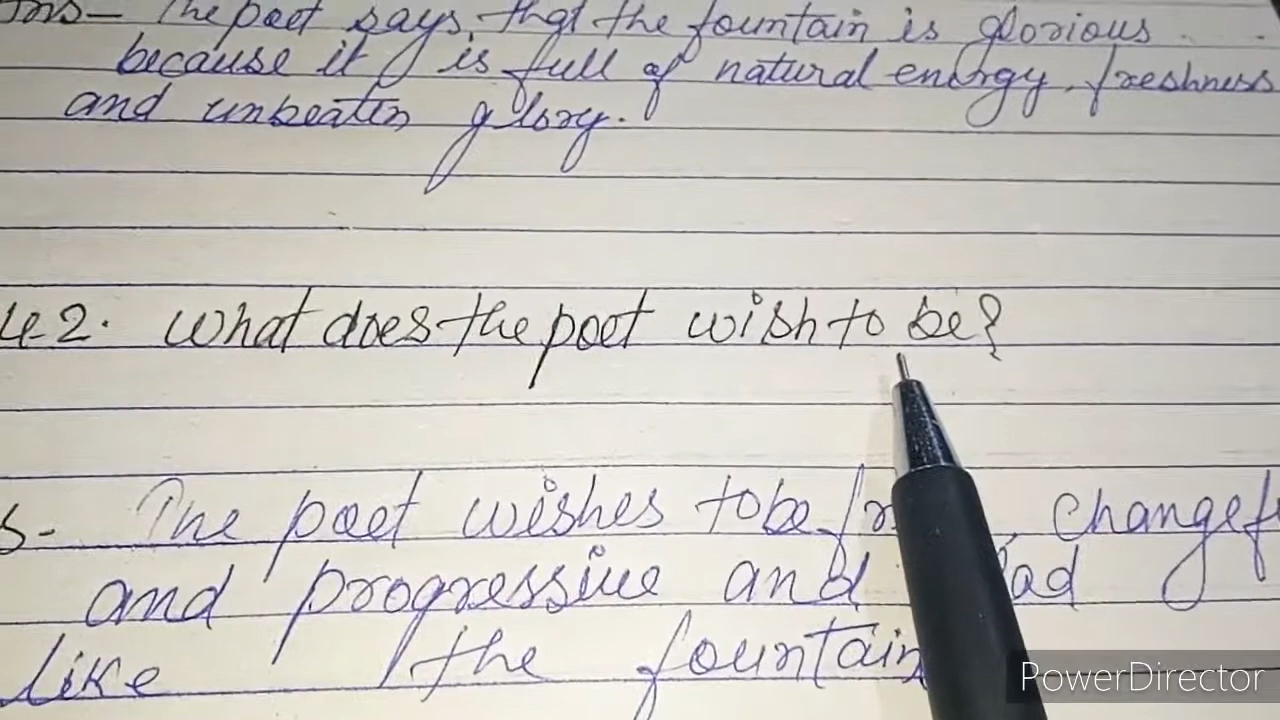 The poet says, that the fountain is glorious
because it is full of natural energy, freshness
and unbeatin glory.
2. What does the poet wish to be?
The poet wishes to be
and progressive and
like the fountain
PowerDirector